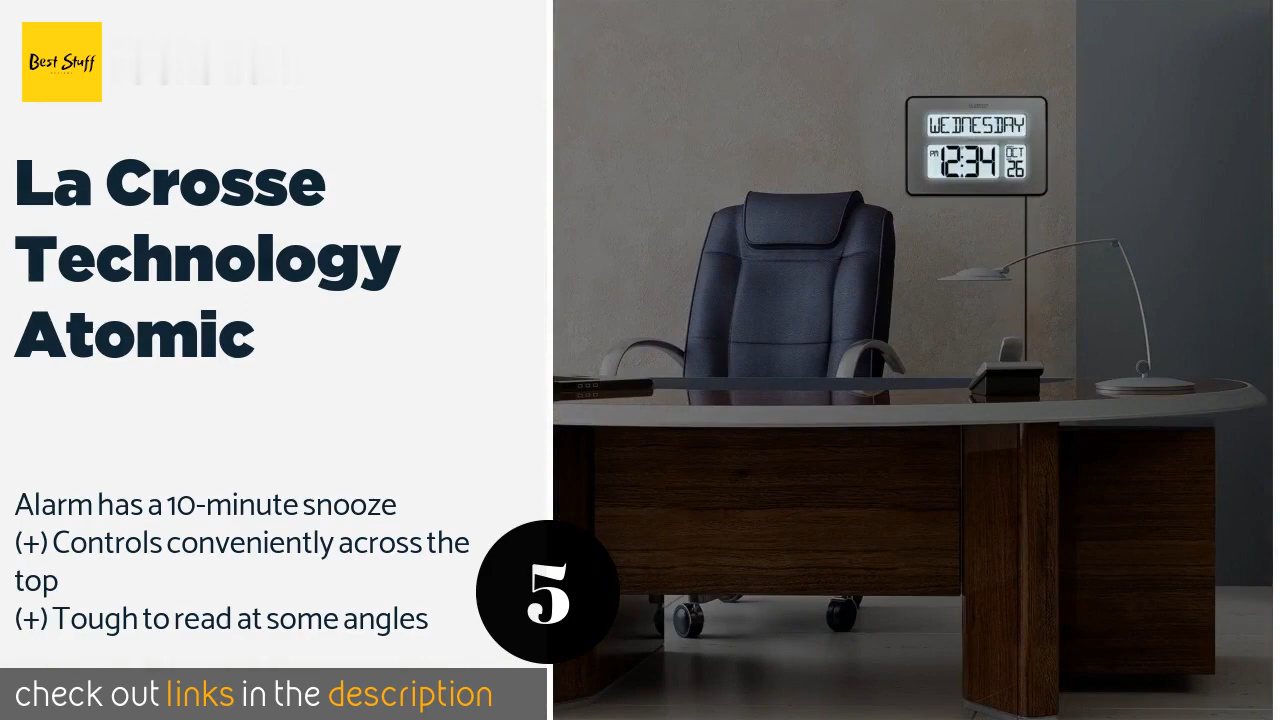 Best Stuff
La Crosse
Technology
Atomic
Alarm has a 10-minute snooze
(+) Controls conveniently across the
top
(+) Tough to read at some angles
5
check out links in the description
WEDNESDAY
PM 12:34 OCT
26